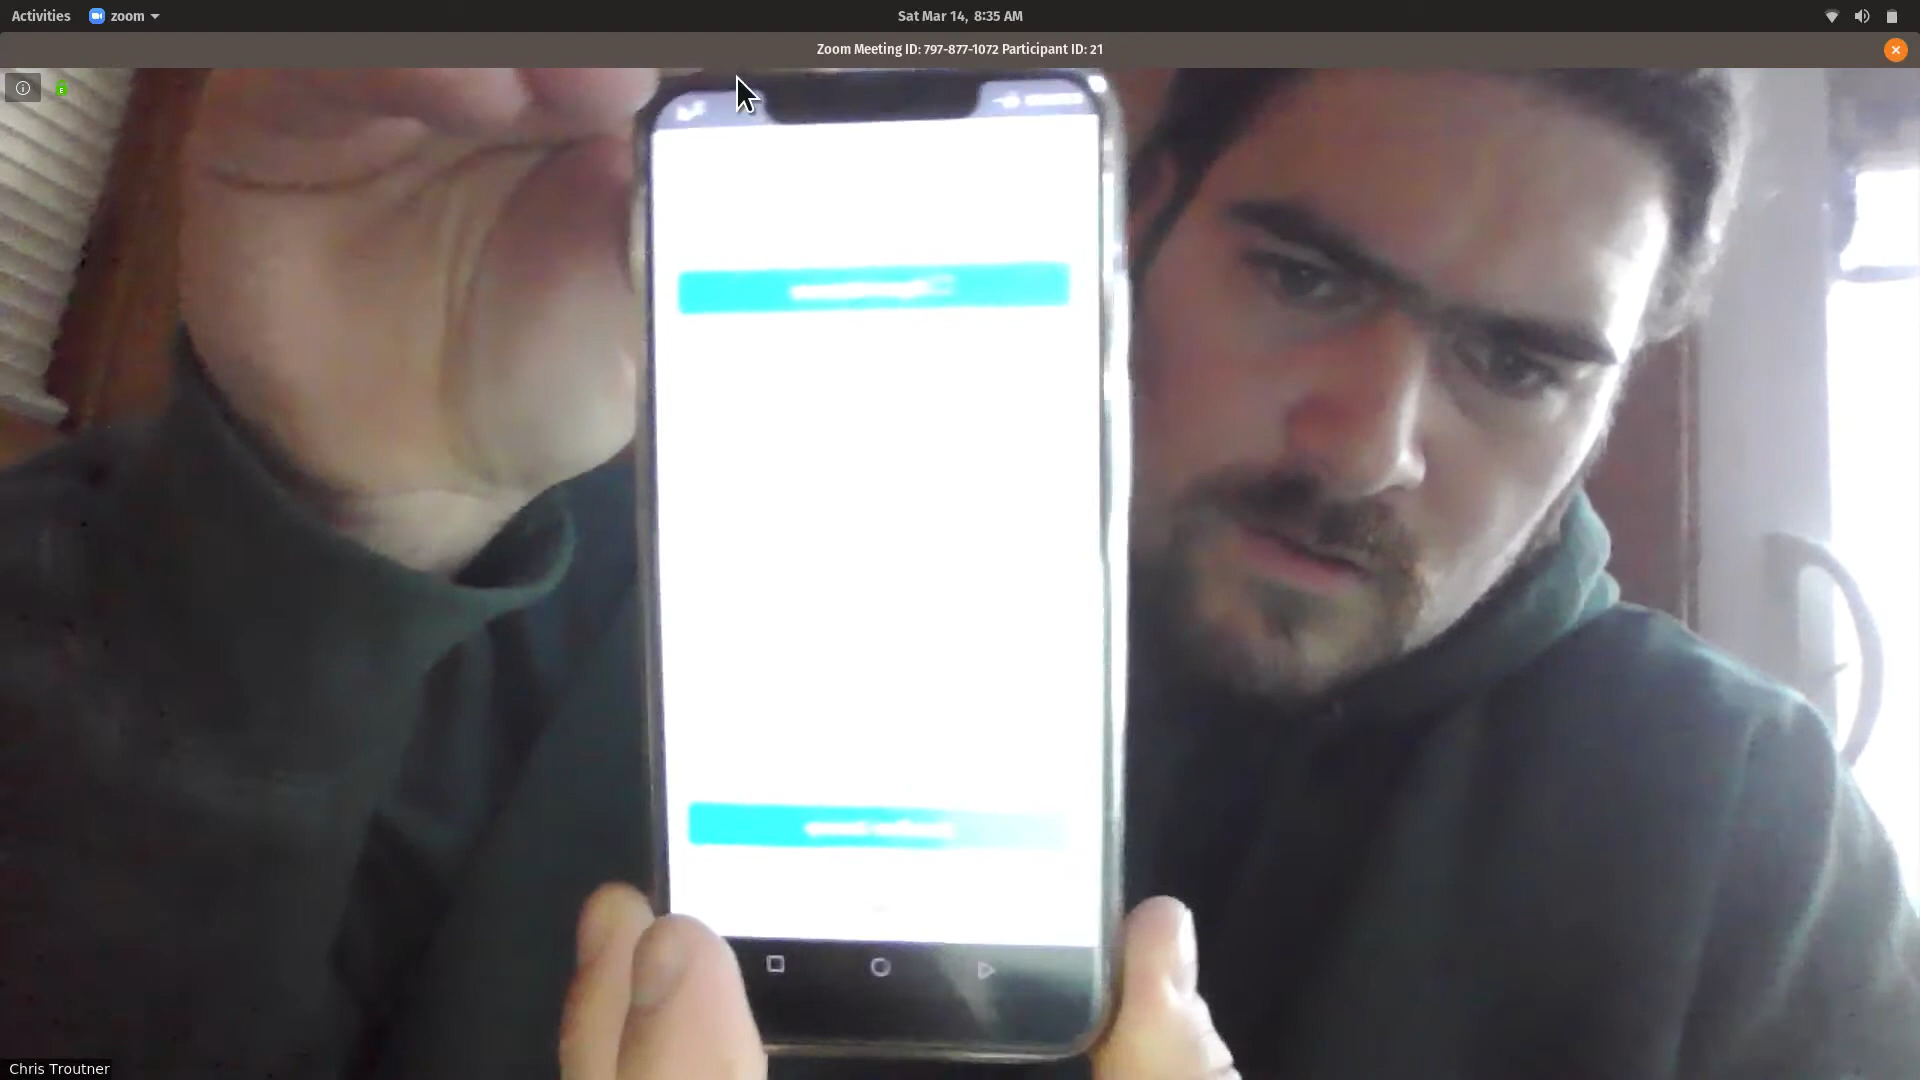 Activities zoom Sat Mar 14, 8:35 AM
Zoom Meeting ID: 797-877-1072 Participant ID: 21
E
Chris Troutner